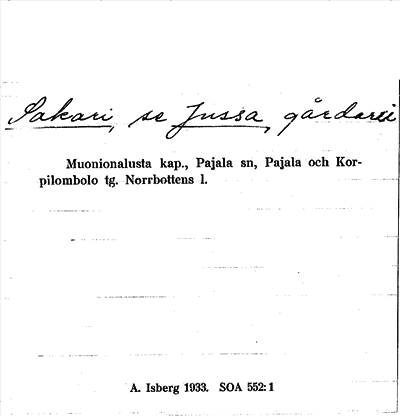 Sakari, se Jussa, gårdarii
Muonionalusta kap., Pajala sn, Pajala och Kor-
pilombolo tg. Norrbottens l.
A. Isberg 1933. SOA 552: 1